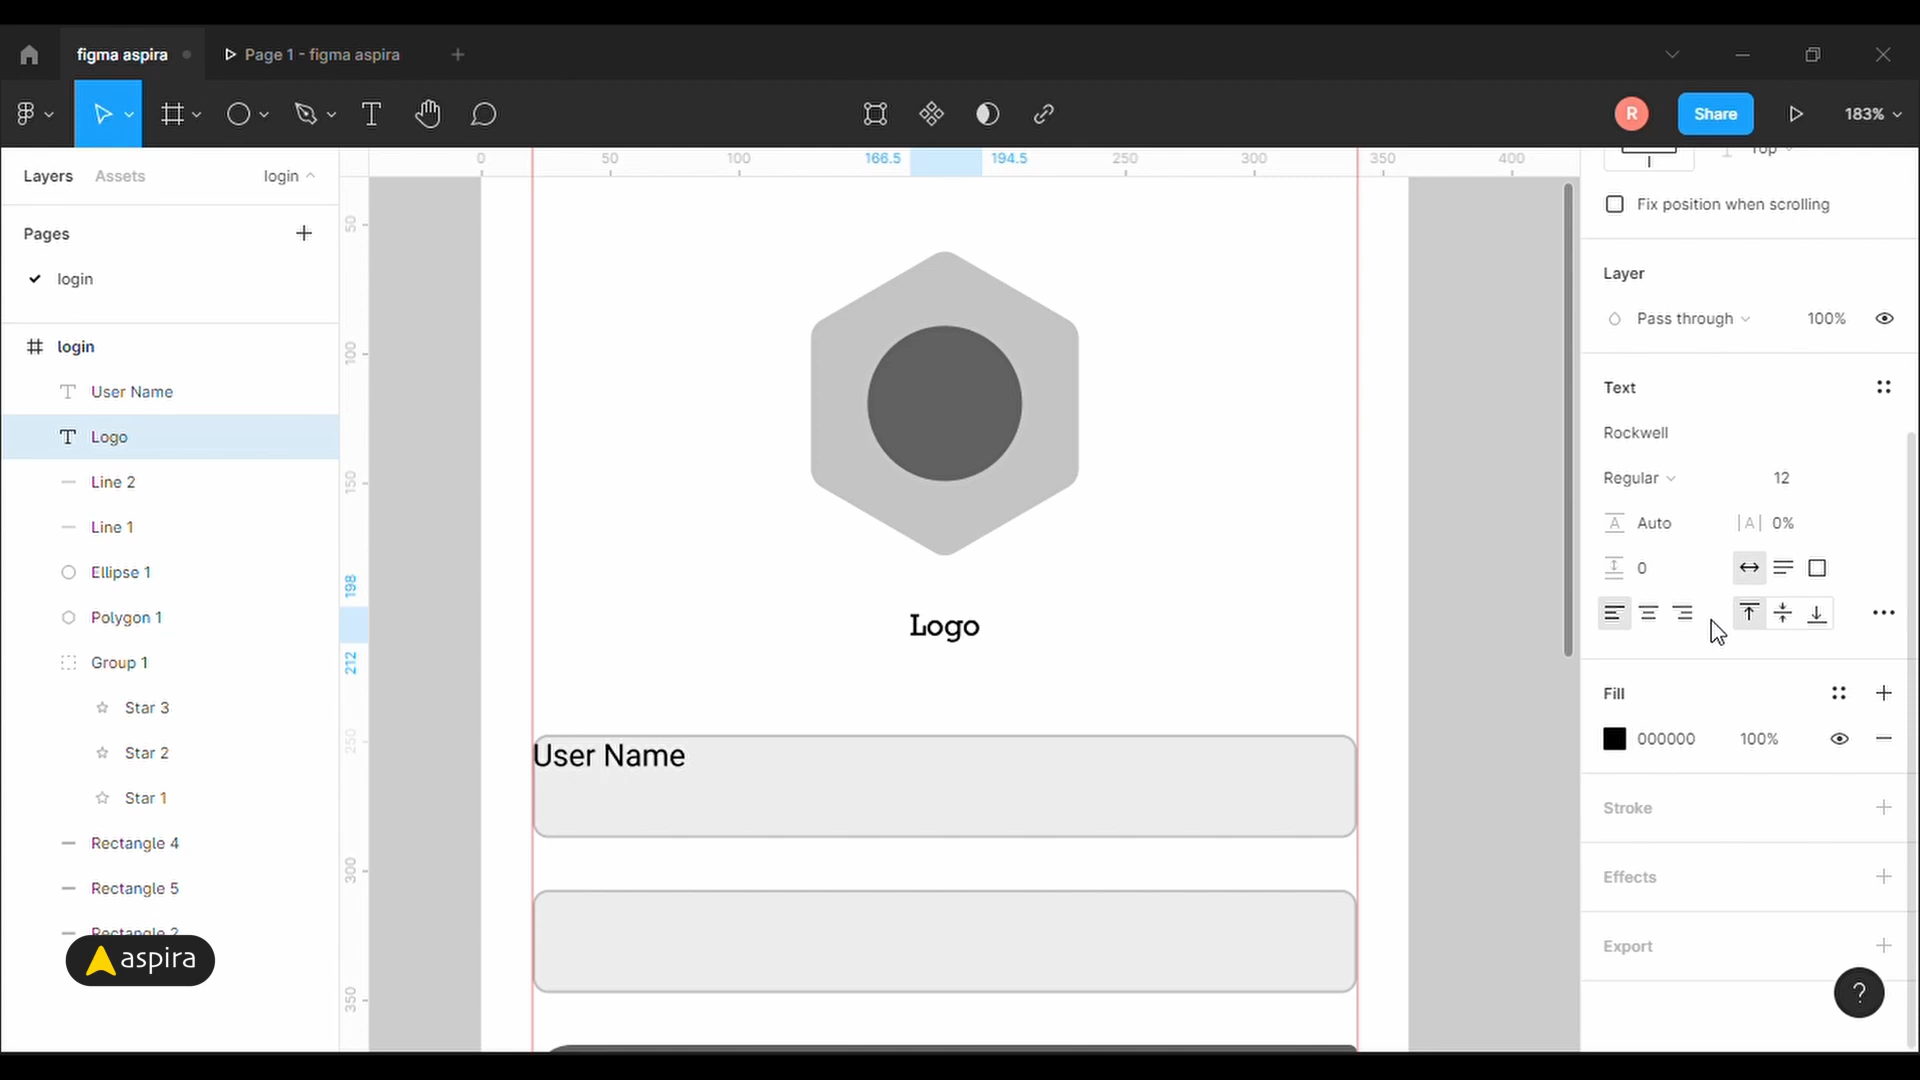 figma aspira
Page 1 - figma aspira
R
Share
183%
Layers
Assets
login
0
50
100
166.5
194.5
250
300
350
400
Top
Pages
login
login
User Name
Logo
Line 2
Line 1
Ellipse 1
Polygon 1
Group 1
Star 3
Star 2
Star 1
Rectangle 4
Rectangle 5
Rectangle 2
aspira
50
100
150
198
212
250
300
350
Logo
User Name
Fix position when scrolling
Layer
Pass through
100%
Text
Rockwell
Regular
12
A Auto
|A| 0%
0
Fill
000000
100%
Stroke
Effects
Export
?